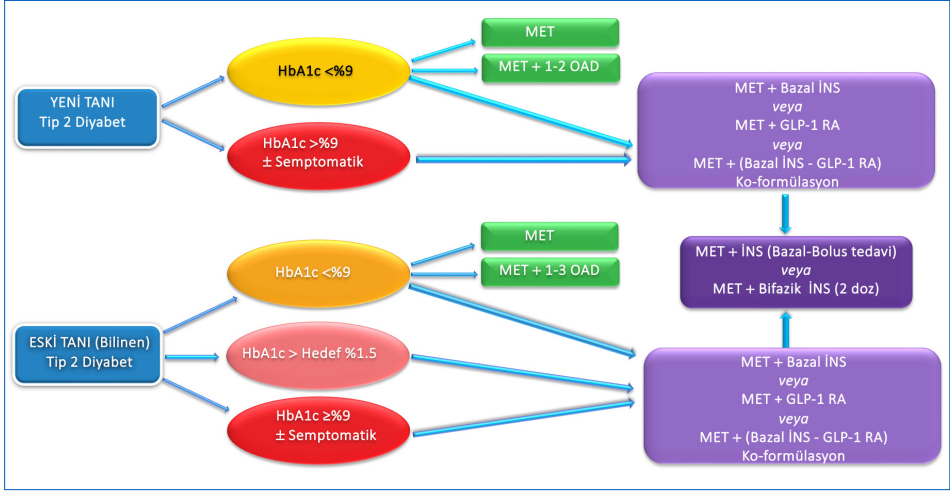 YENİ TANI
Tip 2 Diyabet
HbA1c <%9
HbA1c >%9
± Semptomatik
MET
MET + 1-2 OAD
MET + Bazal İNS
veya
MET + GLP-1 RA
veya
MET + (Bazal İNS - GLP-1 RA)
Ko-formülasyon
MET + İNS (Bazal-Bolus tedavi)
veya
MET + Bifazik İNS (2 doz)
ESKİ TANI (Bilinen)
Tip 2 Diyabet
HbA1c <%9
HbA1c > Hedef %1.5
HbA1c ≥%9
± Semptomatik
MET
MET + 1-3 OAD
MET + Bazal İNS
veya
MET + GLP-1 RA
veya
MET + (Bazal İNS - GLP-1 RA)
Ko-formülasyon